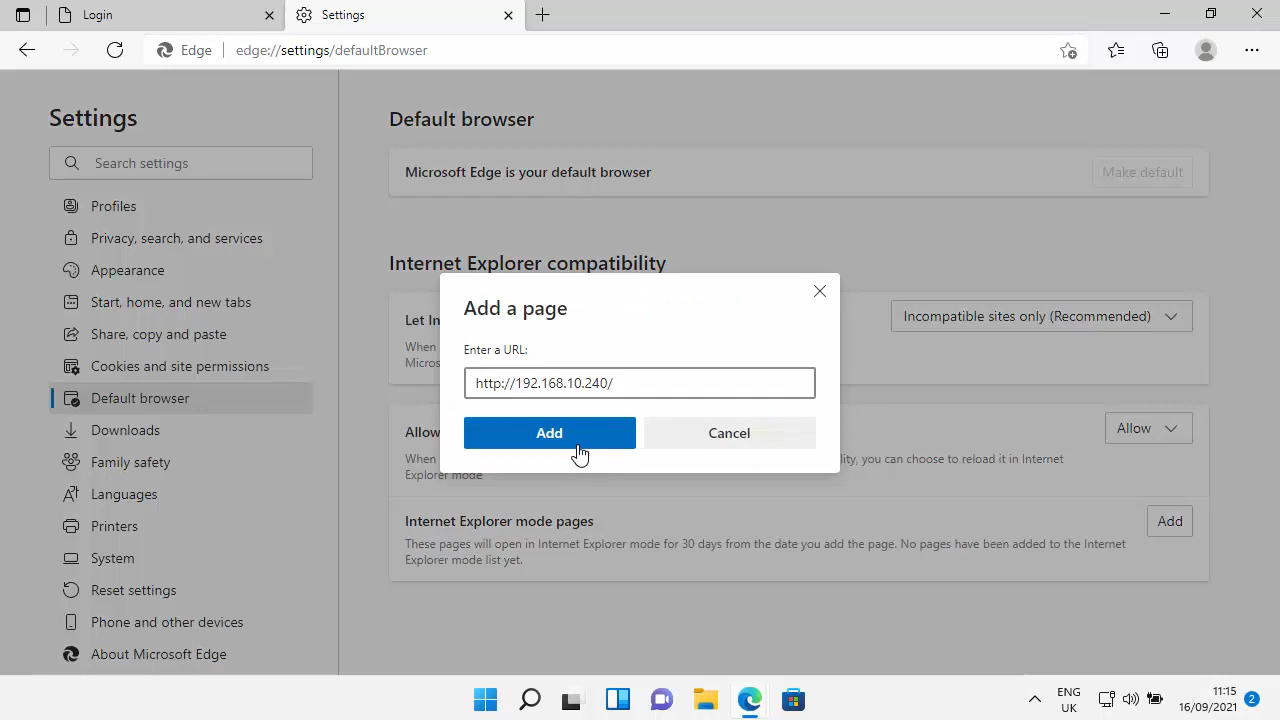 Login
Settings
Edge
edge://settings/defaultBrowser
Settings
Search settings
Profiles
Privacy, search, and services
Appearance
Start, home, and new tabs
Share, copy and paste
Cookies and site permissions
Default browser
Downloads
Family safety
Languages
Printers
System
Reset settings
Phone and other devices
About Microsoft Edge
Default browser
Microsoft Edge is your default browser
Make default
Internet Explorer compatibility
Let In
Incompatible sites only (Recommended)
When
Micros
Add a page
Enter a URL:
http://192.168.10.240/
Add
Cancel
Allow
Allow
When
ility, you can choose to reload it in Internet
Explorer mode
Internet Explorer mode pages
Add
These pages will open in Internet Explorer mode for 30 days from the date you add the page. No pages have been added to the Internet
Explorer mode list yet.
ENG
UK
11:15
16/09/2021
2